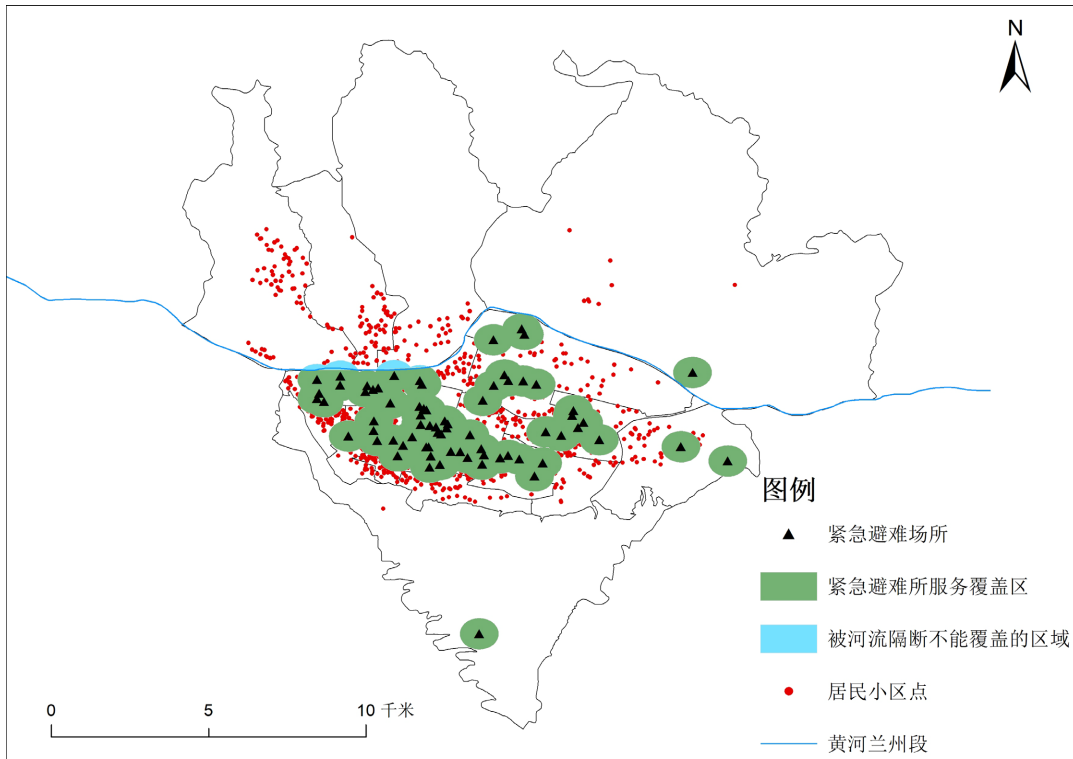 N
图例
紧急避难场所
紧急避难所服务覆盖区
被河流隔断不能覆盖的区域
居民小区点
黄河兰州段
0 5 10 千米